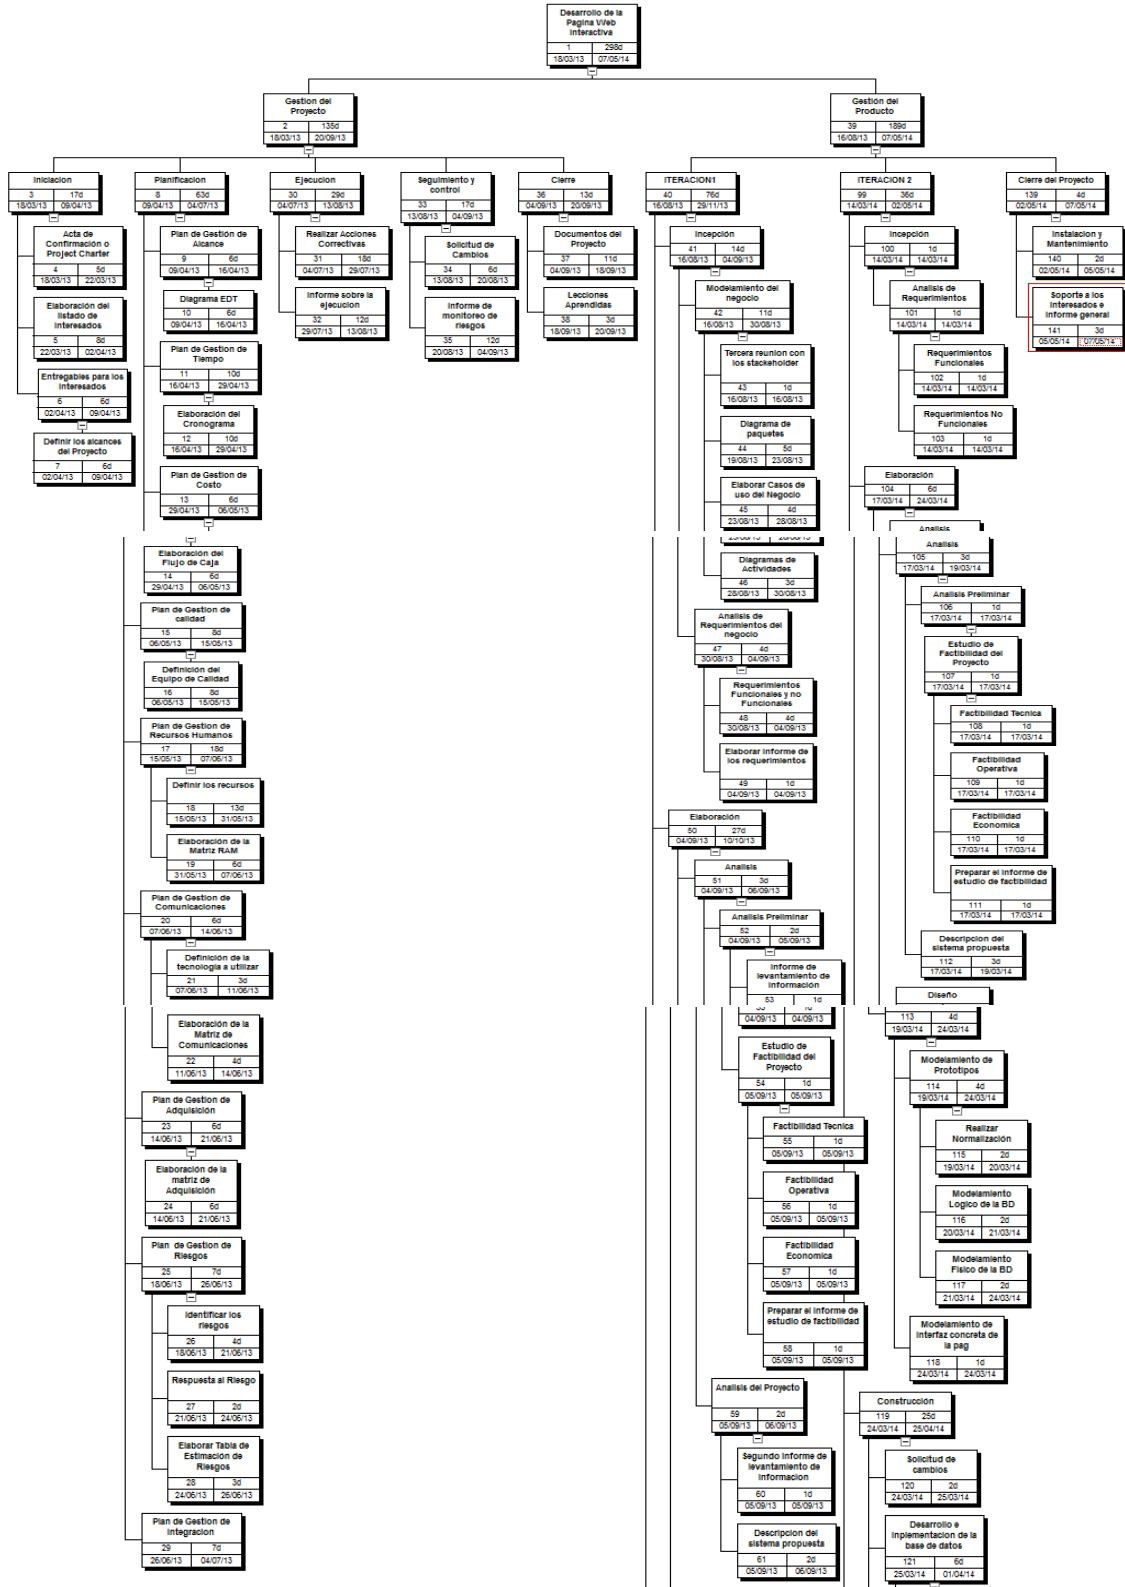 Desarrollo de la
Pagina Web
Interactiva
1 298d
18/03/13 07/05/14
Gestion del
Proyecto
2 135d
18/03/13 20/09/13
Gestión del
Producto
39 189d
16/08/13 07/05/14
Iniciacion
3 17d
18/03/13 09/04/13
Planificacion
8 63d
09/04/13 04/07/13
Ejecucion
30 29d
04/07/13 13/08/13
Seguimiento y
control
33 17d
13/08/13 04/09/13
Cierre
36 13d
04/09/13 20/09/13
ITERACION1
40 76d
16/08/13 29/11/13
ITERACION 2
99 36d
14/03/14 02/05/14
Cierre del Proyecto
139 4d
02/05/14 07/05/14
Acta de
Confirmación o
Project Charter
4 5d
18/03/13 22/03/13
Elaboración del
listado de
Interesados
5 8d
22/03/13 02/04/13
Entregables para los
Interesados
6 6d
02/04/13 09/04/13
Definir los alcances
del Proyecto
7 6d
02/04/13 09/04/13
Plan de Gestión de
Alcance
9 6d
09/04/13 16/04/13
Diagrama EDT
10 6d
09/04/13 16/04/13
Plan de Gestion de
Tiempo
11 10d
16/04/13 29/04/13
Elaboración del
Cronograma
12 10d
16/04/13 29/04/13
Plan de Gestion de
Costo
13 6d
29/04/13 06/05/13
Realizar Acciones
Correctivas
31 18d
04/07/13 29/07/13
Informe sobre la
ejecucion
32 12d
29/07/13 13/08/13
Solicitud de
Cambios
34 6d
13/08/13 20/08/13
Informe de
monitoreo de
riesgos
35 12d
20/08/13 04/09/13
Documentos del
Proyecto
37 11d
04/09/13 18/09/13
Lecciones
Aprendidas
38 3d
18/09/13 20/09/13
Incepción
41 14d
16/08/13 04/09/13
Modelamiento del
negocio
42 11d
16/08/13 30/08/13
Tercera reunion con
los stackeholder
43 1d
16/08/13 16/08/13
Diagrama de
paquetes
44 5d
19/08/13 23/08/13
Elaborar Casos de
uso del Negocio
45 4d
23/08/13 28/08/13
Incepción
100 1d
14/03/14 14/03/14
Analisis de
Requerimientos
101 1d
14/03/14 14/03/14
Requerimientos
Funcionales
102 1d
14/03/14 14/03/14
Requerimientos No
Funcionales
103 1d
14/03/14 14/03/14
Elaboración
104 6d
17/03/14 24/03/14
Analisis
Instalacion y
Mantenimiento
140 2d
02/05/14 05/05/14
Soporte a los
Interesados e
Informe general
141 3d
05/05/14 07/05/14
Elaboración del
Flujo de Caja
14 6d
29/04/13 06/05/13
Plan de Gestion de
calidad
15 8d
06/05/13 15/05/13
Definición del
Equipo de Calidad
16 8d
06/05/13 15/05/13
Plan de Gestion de
Recursos Humanos
17 18d
15/05/13 07/06/13
Definir los recursos
18 13d
15/05/13 31/05/13
Elaboración de la
Matriz RAM
19 6d
31/05/13 07/06/13
Plan de Gestion de
Comunicaciones
20 6d
07/06/13 14/06/13
Definición de la
tecnologia a utilizar
21 3d
07/06/13 11/06/13
23/08/13 28/08/13
Diagramas de
Actividades
46 3d
28/08/13 30/08/13
Analisis de
Requerimientos del
negocio
47 4d
30/08/13 04/09/13
Requerimientos
Funcionales y no
Funcionales
48 4d
30/08/13 04/09/13
Elaborar Informe de
los requerimientos
49 1d
04/09/13 04/09/13
Elaboración
50 27d
04/09/13 10/10/13
Analisis
51 3d
04/09/13 06/09/13
Analisis Preliminar
52 2d
04/09/13 05/09/13
Informe de
levantamiento de
Información
53 1d
Analisis
105 3d
17/03/14 19/03/14
Analisis Preliminar
106 1d
17/03/14 17/03/14
Estudio de
Factibilidad del
Proyecto
107 1d
17/03/14 17/03/14
Factibilidad Tecnica
108 1d
17/03/14 17/03/14
Factibilidad
Operativa
109 1d
17/03/14 17/03/14
Factibilidad
Economica
110 1d
17/03/14 17/03/14
Preparar el Informe de
estudio de factibilidad
111 1d
17/03/14 17/03/14
Descripcion del
sistema propuesta
112 3d
17/03/14 19/03/14
Diseño
Elaboración de la
Matriz de
Comunicaciones
22 4d
11/06/13 14/06/13
Plan de Gestion de
Adquisición
23 6d
14/06/13 21/06/13
Elaboración de la
matriz de
Adquisición
24 6d
14/06/13 21/06/13
Plan de Gestion de
Riesgos
25 7d
18/06/13 26/06/13
Identificar los
riesgos
26 4d
18/06/13 21/06/13
Respuesta al Riesgo
27 2d
21/06/13 24/06/13
Elaborar Tabla de
Estimación de
Riesgos
28 3d
24/06/13 26/06/13
Plan de Gestion de
Integracion
29 7d
26/06/13 04/07/13
53 1d
04/09/13 04/09/13
Estudio de
Factibilidad del
Proyecto
54 1d
05/09/13 05/09/13
Factibilidad Tecnica
55 1d
05/09/13 05/09/13
Factibilidad
Operativa
56 1d
05/09/13 05/09/13
Factibilidad
Economica
57 1d
05/09/13 05/09/13
Preparar el Informe de
estudio de factibilidad
58 1d
05/09/13 05/09/13
Analisis del Proyecto
59 2d
05/09/13 06/09/13
Segundo Informe de
levantamiento de
Informacion
60 1d
05/09/13 05/09/13
Descripcion del
sistema propuesta
61 2d
05/09/13 06/09/13
113 4d
19/03/14 24/03/14
Modelamiento de
Prototipos
114 4d
19/03/14 24/03/14
Realizar
Normalización
115 2d
19/03/14 20/03/14
Modelamiento
Logico de la BD
116 2d
20/03/14 21/03/14
Modelamiento
Fisico de la BD
117 2d
21/03/14 24/03/14
Modelamiento de
interfaz concreta de
la pag
118 1d
24/03/14 24/03/14
Construcción
119 25d
24/03/14 25/04/14
Solicitud de
cambios
120 2d
24/03/14 25/03/14
Desarrollo e
Inplementacion de la
base de datos
121 6d
25/03/14 01/04/14